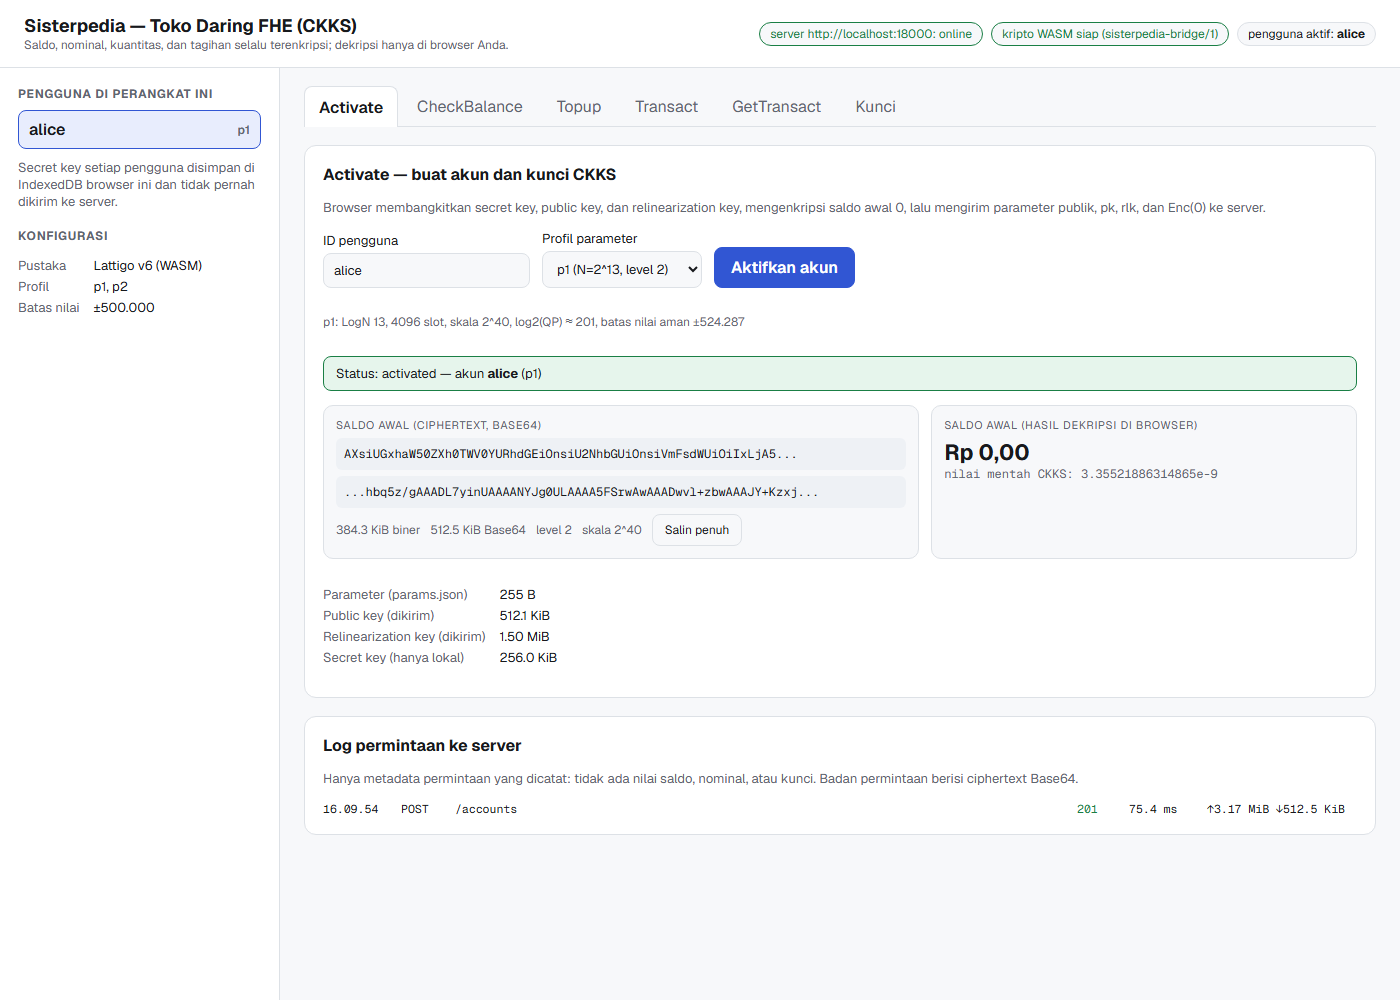 Sisterpedia — Toko Daring FHE (CKKS)
Saldo, nominal, kuantitas, dan tagihan selalu terenkripsi; dekripsi hanya di browser Anda.
server http://localhost:18000: online
kripto WASM siap (sisterpedia-bridge/1)
pengguna aktif: alice
PENGGUNA DI PERANGKAT INI
alice p1
Secret key setiap pengguna disimpan di
IndexedDB browser ini dan tidak pernah
dikirim ke server.
KONFIGURASI
Pustaka Lattigo v6 (WASM)
Profil p1, p2
Batas nilai ±500.000
Activate CheckBalance Topup Transact GetTransact Kunci
Activate — buat akun dan kunci CKKS
Browser membangkitkan secret key, public key, dan relinearization key, mengenkripsi saldo awal 0, lalu mengirim parameter publik, pk, rlk, dan Enc(0) ke server.
ID pengguna
alice
Profil parameter
p1 (N=2^13, level 2)
Aktifkan akun
p1: LogN 13, 4096 slot, skala 2^40, log2(QP) ≈ 201, batas nilai aman ±524.287
Status: activated — akun alice (p1)
SALDO AWAL (CIPHERTEXT, BASE64)
AXsiUGxhaW50ZXh0TWV0YURhdGEiOnsiU2NhbGUiOnsiVmFsdWUiOiIxLjA5...
...hbq5z/gAAADL7yinUAAAANYJg0ULAAAA5FSrwAwAAADwvl+zbwAAAJY+Kzxj...
384.3 KiB biner 512.5 KiB Base64 level 2 skala 2^40 Salin penuh
SALDO AWAL (HASIL DEKRIPSI DI BROWSER)
Rp 0,00
nilai mentah CKKS: 3.35521886314865e-9
Parameter (params.json) 255 B
Public key (dikirim) 512.1 KiB
Relinearization key (dikirim) 1.50 MiB
Secret key (hanya lokal) 256.0 KiB
Log permintaan ke server
Hanya metadata permintaan yang dicatat: tidak ada nilai saldo, nominal, atau kunci. Badan permintaan berisi ciphertext Base64.
16.09.54 POST /accounts 201 75.4 ms ↑3.17 MiB ↓512.5 KiB